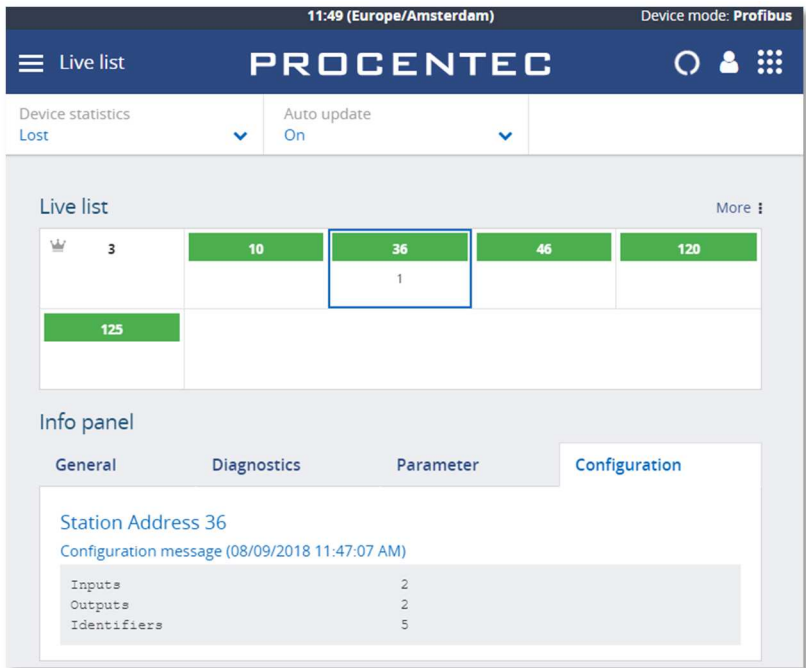 11:49 (Europe/Amsterdam) Device mode: Profibus
Live list PROCENTEC
Device statistics Auto update
Lost On
Live list More
3 10 36 46 120
1
125
Info panel
General Diagnostics Parameter Configuration
Station Address 36
Configuration message (08/09/2018 11:47:07 AM)
Inputs 2
Outputs 2
Identifiers 5